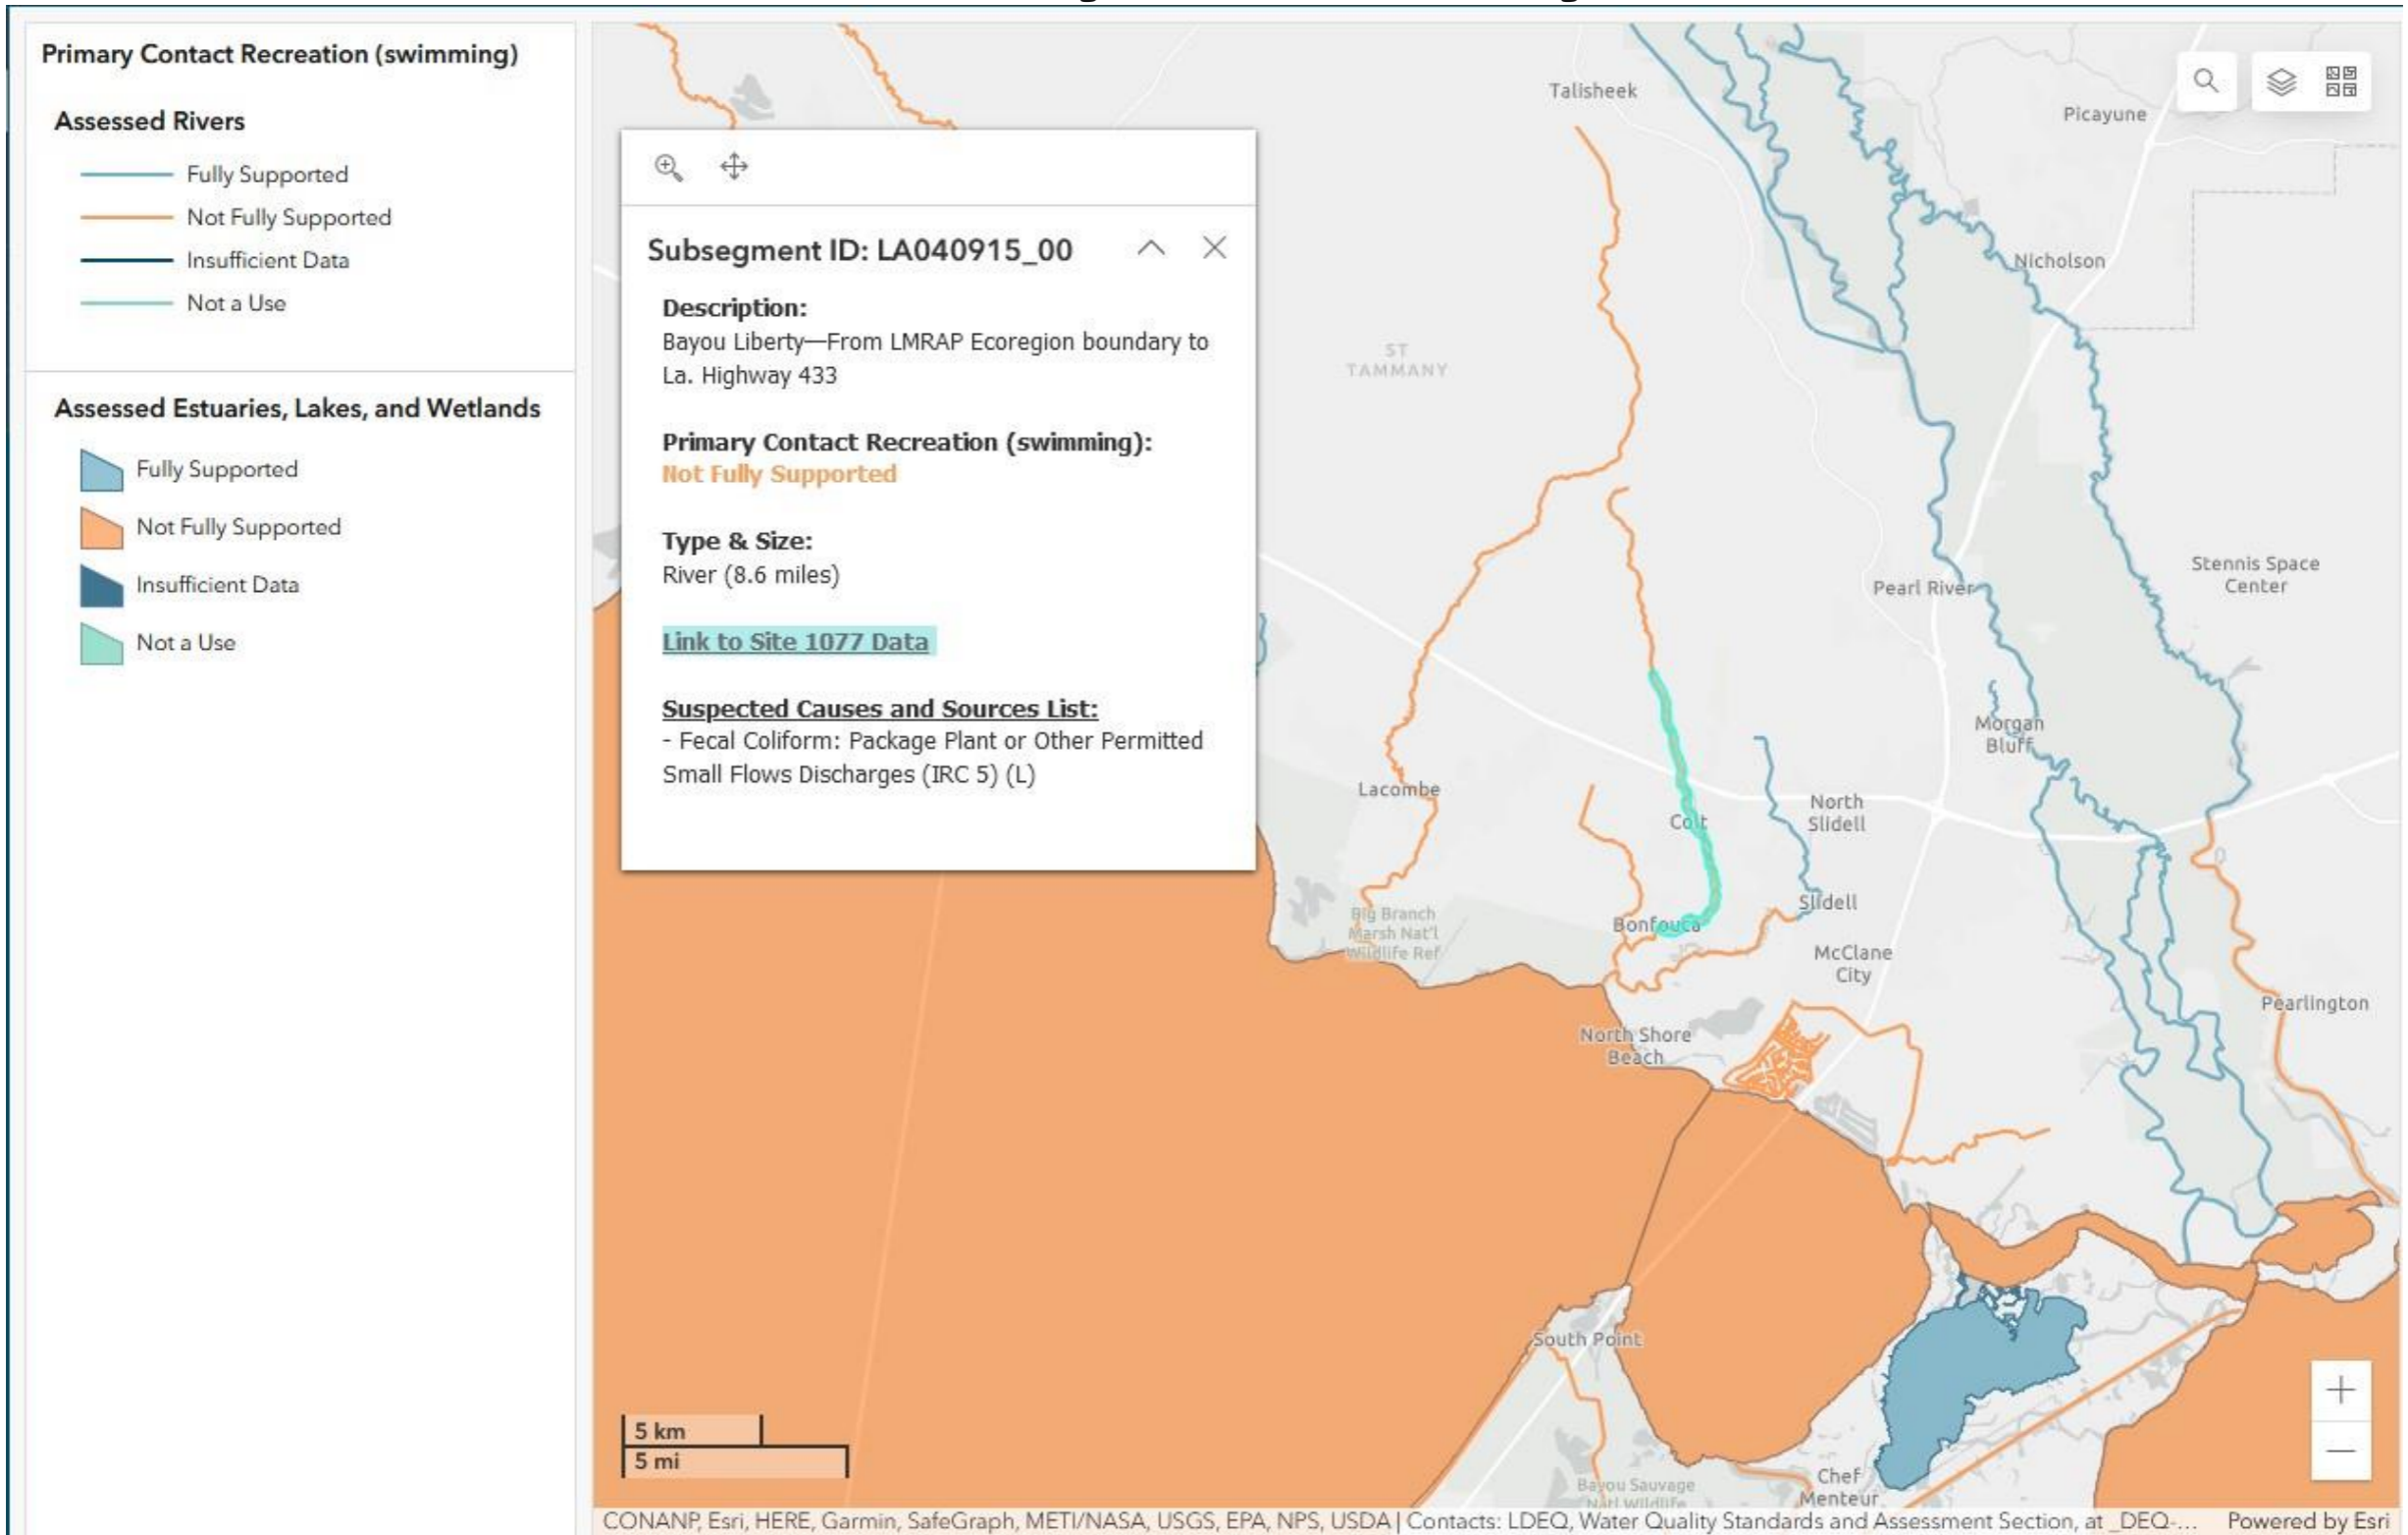 Primary Contact Recreation (swimming)
Assessed Rivers
Fully Supported
Not Fully Supported
Insufficient Data
Not a Use
Assessed Estuaries, Lakes, and Wetlands
Fully Supported
Not Fully Supported
Insufficient Data
Not a Use
Subsegment ID: LA040915_00
Description:
Bayou Liberty—From LMRAP Ecoregion boundary to
La. Highway 433
Primary Contact Recreation (swimming):
Not Fully Supported
Type & Size:
River (8.6 miles)
Link to Site 1077 Data
Suspected Causes and Sources List:
- Fecal Coliform: Package Plant or Other Permitted
Small Flows Discharges (IRC 5) (L)
Talisheek
Picayune
Nicholson
ST
TAMMANY
Stennis Space
Center
Pearl River
Morgan
Bluff
Lacombe
North
Slidell
Colt
Slidell
Big Branch
Marsh Nat'l
Wildlife Ref
Bonfouca
McClane
City
Pearlington
North Shore
Beach
South Point
Chef
Menteur
Bayou Sauvage
Nat'l Wildlife
5 km
5 mi
CONANP, Esri, HERE, Garmin, SafeGraph, METI/NASA, USGS, EPA, NPS, USDA | Contacts: LDEQ, Water Quality Standards and Assessment Section, at _DEQ-... Powered by Esri